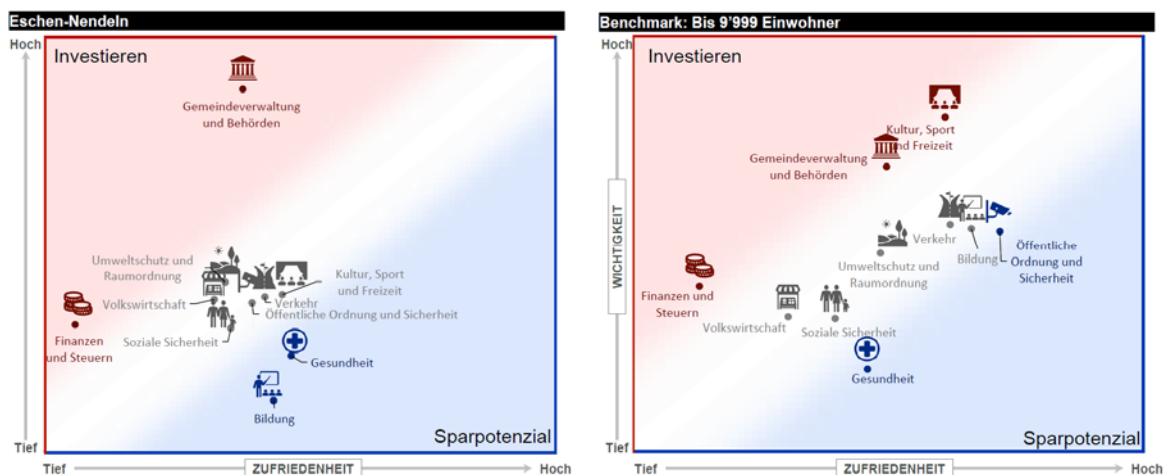 Eschen-Nendeln
Hoch
Investieren
Gemeindeverwaltung
und Behörden
Umweltschutz und
Raumordnung
Kultur, Sport
und Freizeit
Volkswirtschaft
Verkehr
Öffentliche Ordnung und Sicherheit
Soziale Sicherheit
Finanzen
und Steuern
Gesundheit
Bildung
Sparpotenzial
Tief
Tief
ZUFRIEDENHEIT
Hoch
Benchmark: Bis 9'999 Einwohner
Hoch
Investieren
Kultur, Sport
und Freizeit
Gemeindeverwaltung
und Behörden
WICHTIGKEIT
Verkehr
Bildung
Öffentliche
Ordnung und
Sicherheit
Umweltschutz und
Raumordnung
Finanzen und
Steuern
Volkswirtschaft
Soziale Sicherheit
Gesundheit
Sparpotenzial
Tief
Tief
ZUFRIEDENHEIT
Hoch